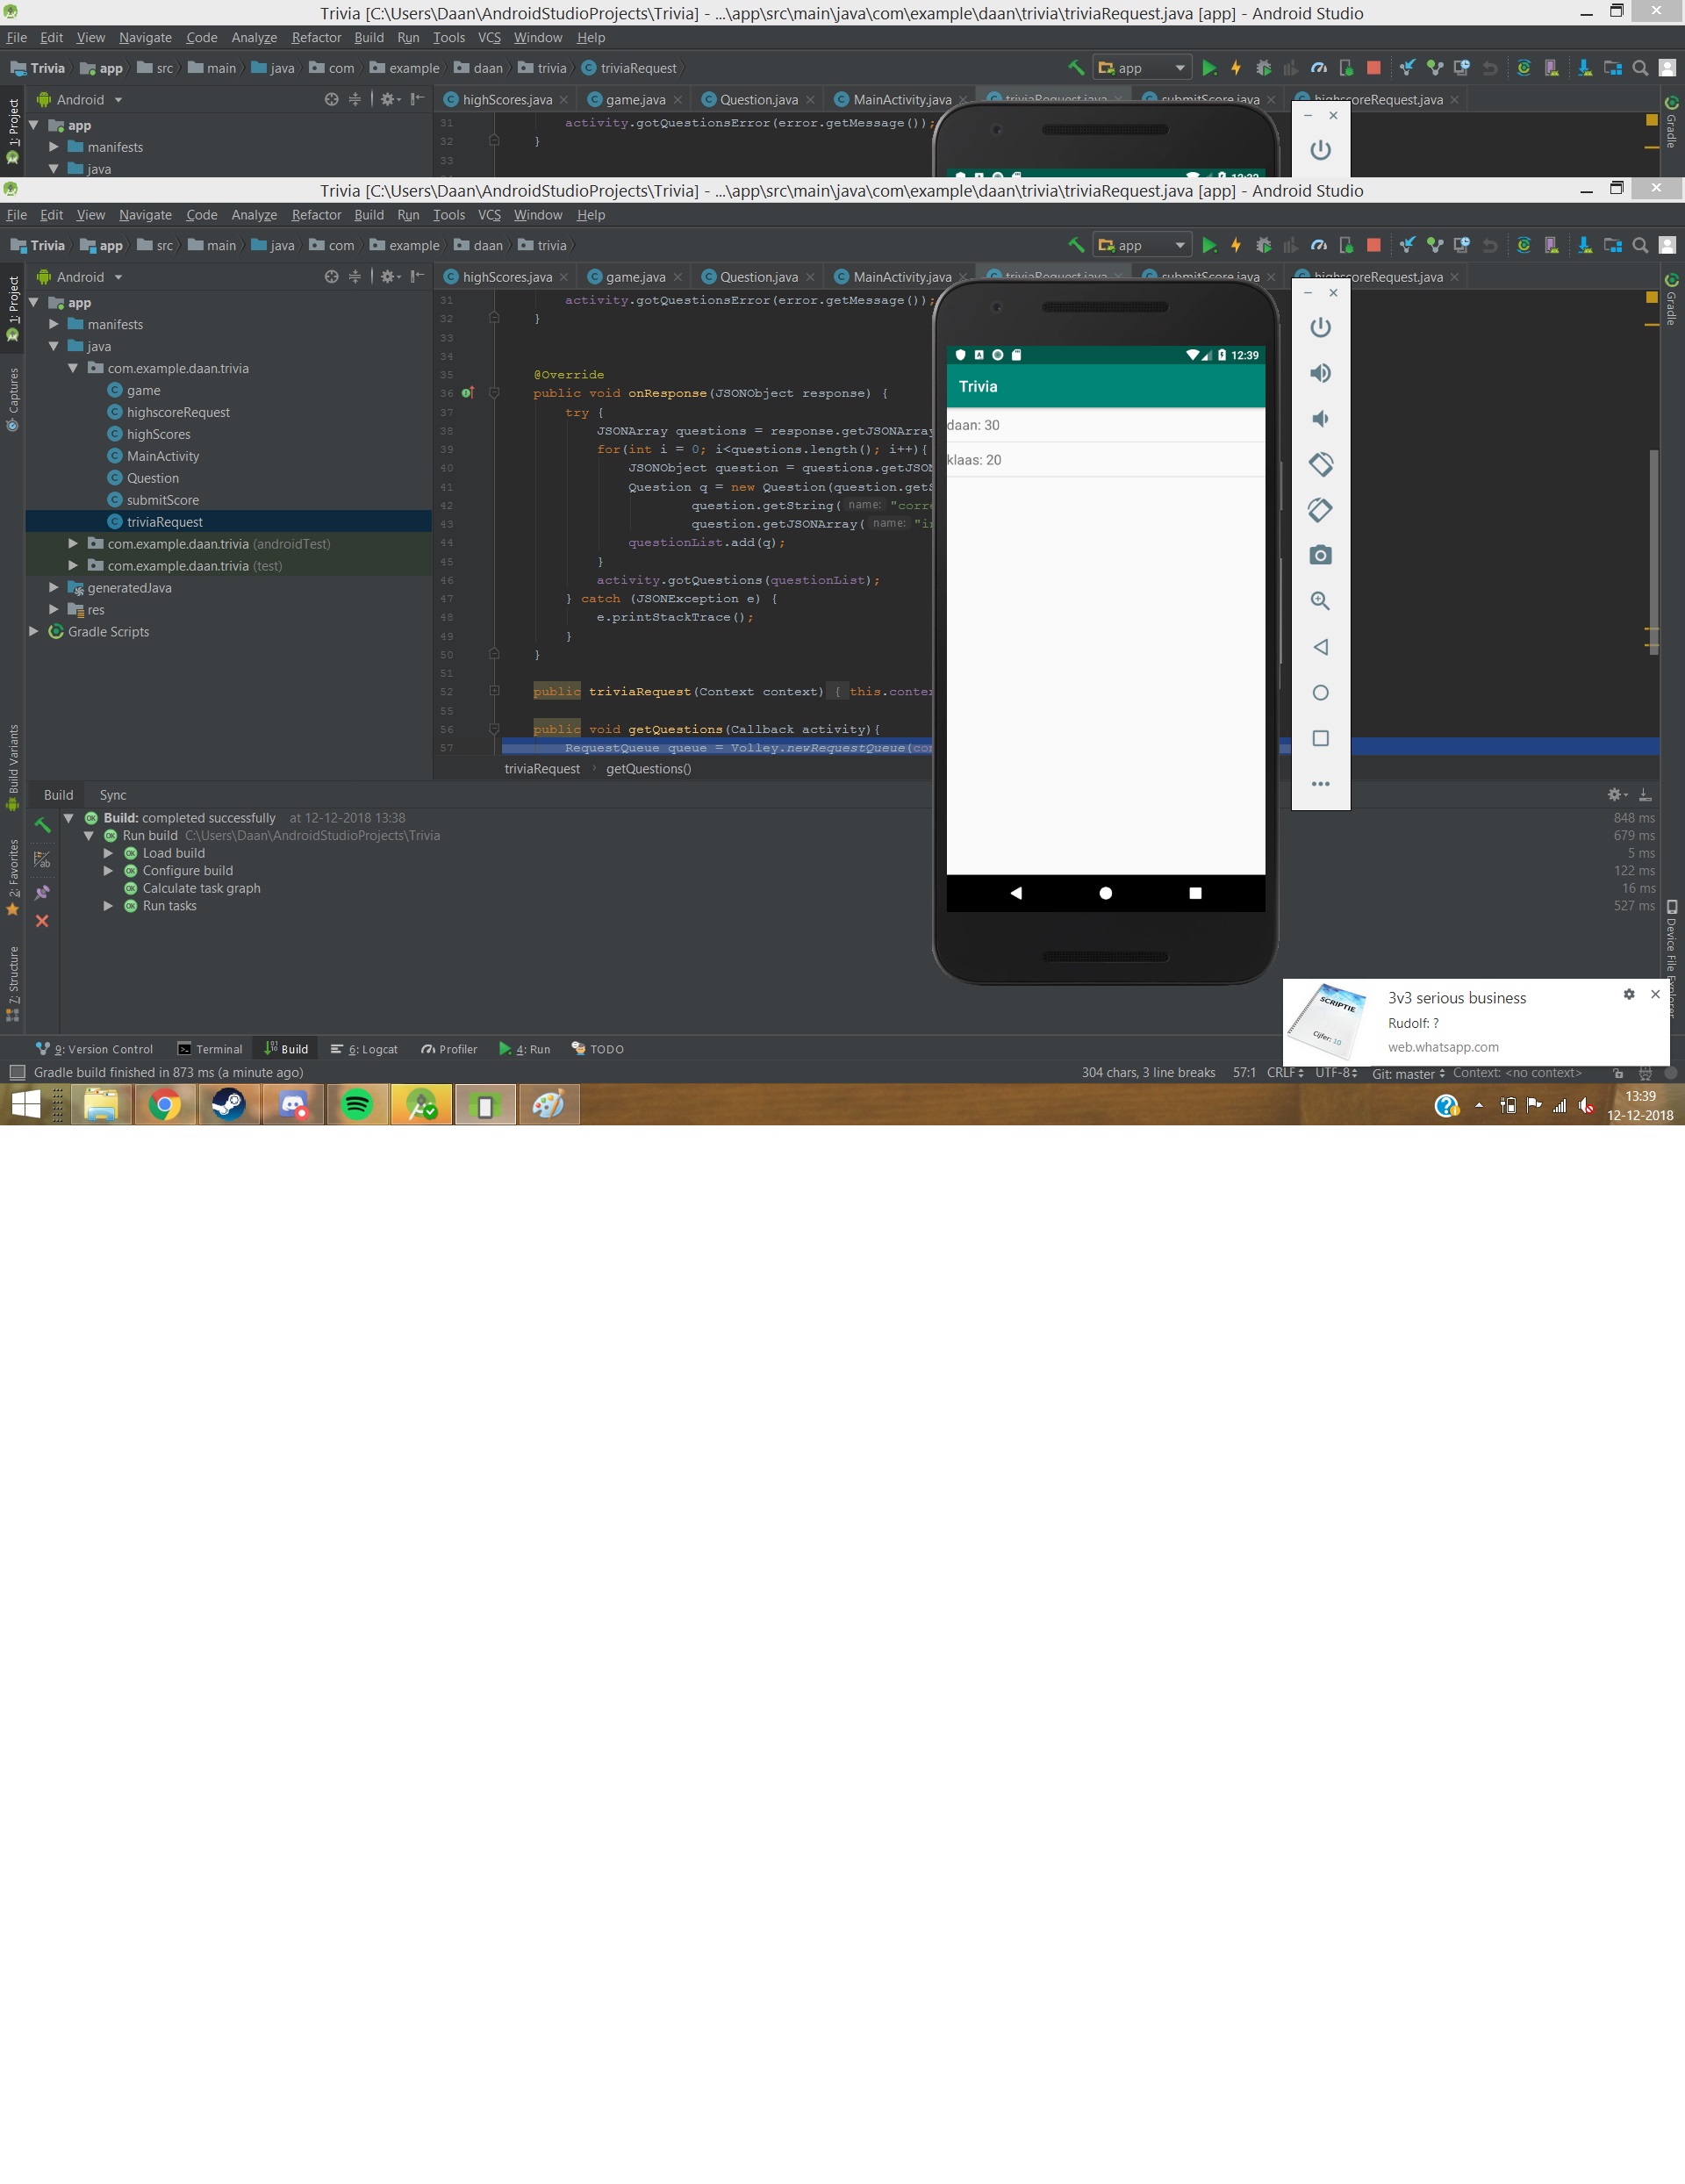 Trivia [C:\Users\Daan\AndroidStudioProjects\Trivia] - ...\app\src\main\java\com\example\daan\trivia\triviaRequest.java [app] - Android Studio
File Edit View Navigate Code Analyze Refactor Build Run Tools VCS Window Help
Trivia app src main java com example daan trivia triviaRequest app
1: Project Android highScores.java game.java Question.java MainActivity.java triviaRequest.java submitScore.java highscoreRequest.java Gradle
app 31 activity.gotQuestionsError(error.getMessage());
manifests 32 }
java 33
Trivia [C:\Users\Daan\AndroidStudioProjects\Trivia] - ...\app\src\main\java\com\example\daan\trivia\triviaRequest.java [app] - Android Studio
File Edit View Navigate Code Analyze Refactor Build Run Tools VCS Window Help
Trivia app src main java com example daan trivia app
1: Project Android highScores.java game.java Question.java MainActivity.java triviaRequest.java submitScore.java highscoreRequest.java Gradle
Captures
Build Variants
2: Favorites
7: Structure
app
manifests
java
com.example.daan.trivia
game
highscoreRequest
highScores
MainActivity
Question
submitScore
triviaRequest
com.example.daan.trivia (androidTest)
com.example.daan.trivia (test)
generatedJava
res
Gradle Scripts
31 activity.gotQuestionsError(error.getMessage());
32 }
33
34
35 @Override
36 public void onResponse(JSONObject response) {
37 try {
38 JSONArray questions = response.getJSONArray
39 for(int i = 0; i<questions.length(); i++){
40 JSONObject question = questions.getJSON
41 Question q = new Question(question.getS
42 question.getString( name: "corre
43 question.getJSONArray( name: "in
44 questionList.add(q);
45 }
46 activity.gotQuestions(questionList);
47 } catch (JSONException e) {
48 e.printStackTrace();
49 }
50 }
51
52 public triviaRequest(Context context) { this.contex
55
56 public void getQuestions(Callback activity){
57 RequestQueue queue = Volley.newRequestQueue(con
triviaRequest getQuestions()
12:39
Trivia
daan: 30
klaas: 20
Build Sync
Build: completed successfully at 12-12-2018 13:38 848 ms
Run build C:\Users\Daan\AndroidStudioProjects\Trivia 679 ms
Load build 5 ms
Configure build 122 ms
Calculate task graph 16 ms
Run tasks 527 ms
Device File Explorer
SCRIPTIE
Cijfer: 10
3v3 serious business
Rudolf: ?
web.whatsapp.com
9: Version Control Terminal Build 6: Logcat Profiler 4: Run TODO
Gradle build finished in 873 ms (a minute ago) 304 chars, 3 line breaks 57:1 CRLF UTF-8 Git: master Context: <no context>
13:39
12-12-2018